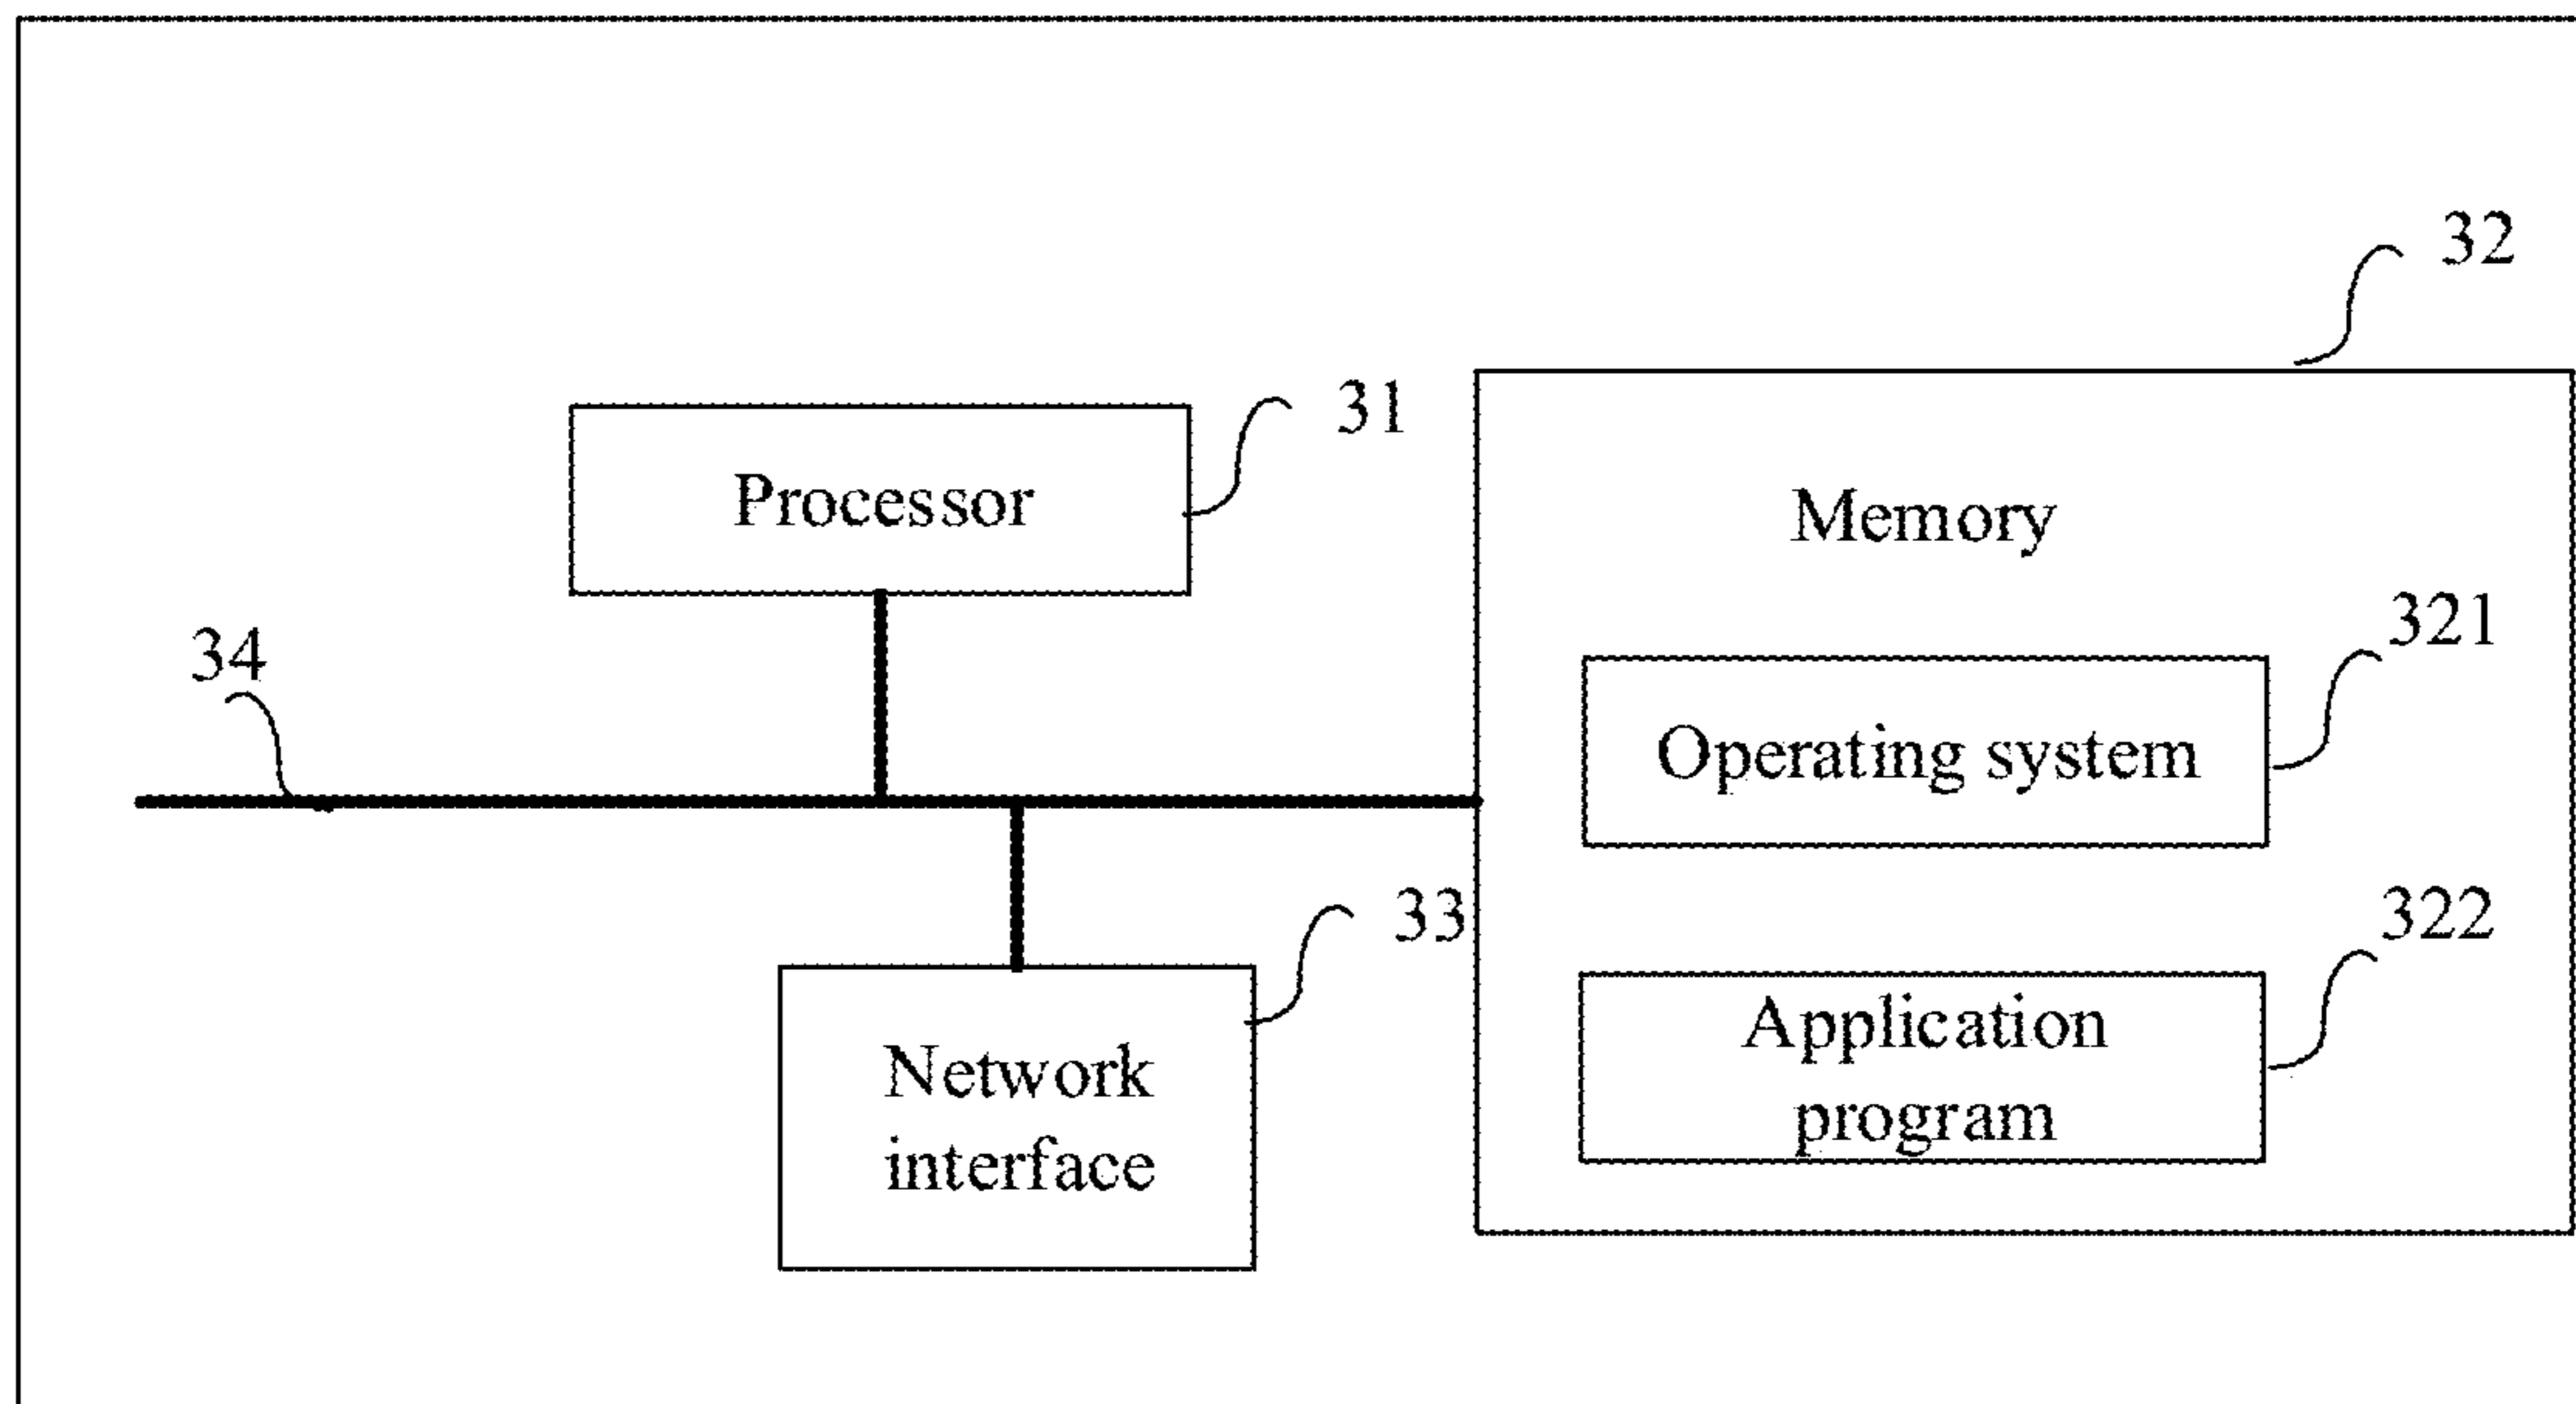 32
31
Processor
Memory
34
321
Operating system
33
322
Network
interface
Application
program